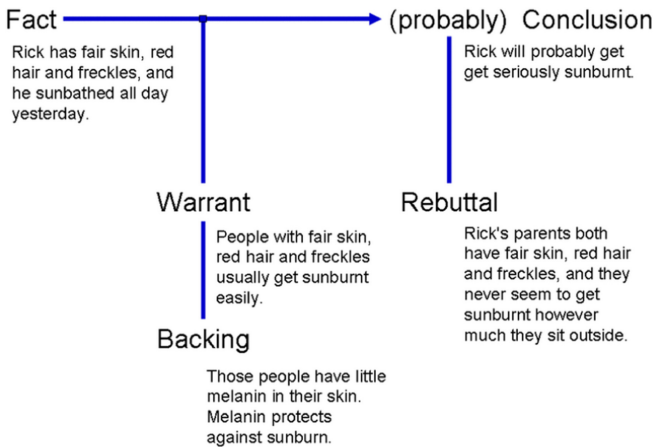 Fact
(probably) Conclusion
Rick has fair skin, red
hair and freckles, and
he sunbathed all day
yesterday.
Rick will probably get
get seriously sunburnt.
Warrant
Rebuttal
People with fair skin,
red hair and freckles
usually get sunburnt
easily.
Rick's parents both
have fair skin, red hair
and freckles, and they
never seem to get
sunburnt however
much they sit outside.
Backing
Those people have little
melanin in their skin.
Melanin protects
against sunburn.